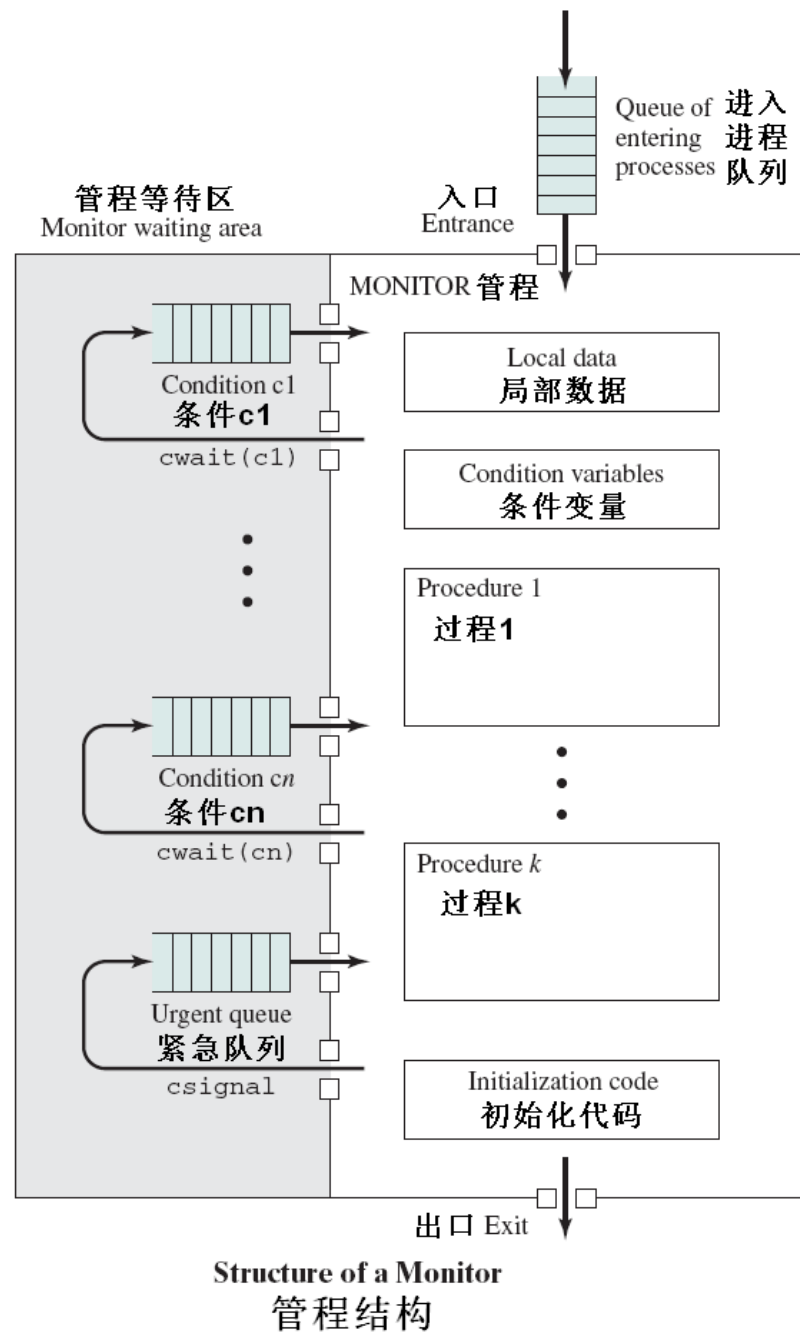 Queue of 进入
entering 进程
processes 队列
管程等待区
Monitor waiting area
入口
Entrance
MONITOR 管程
Condition c1
条件c1
cwait(c1)
Local data
局部数据
Condition variables
条件变量
Procedure 1
过程1
Condition cn
条件cn
cwait(cn)
Procedure k
过程k
Urgent queue
紧急队列
csignal
Initialization code
初始化代码
出口 Exit
Structure of a Monitor
管程结构